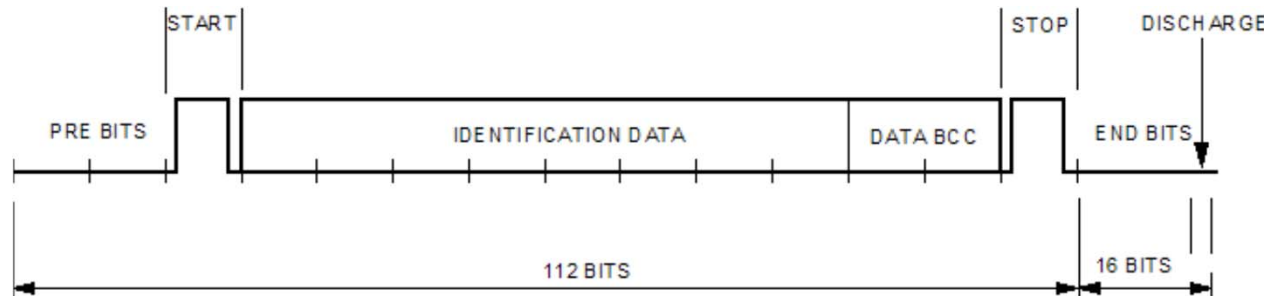 START
STOP
DISCHARGE
PRE BITS
IDENTIFICATION DATA
DATA BCC
END BITS
112 BITS
16 BITS